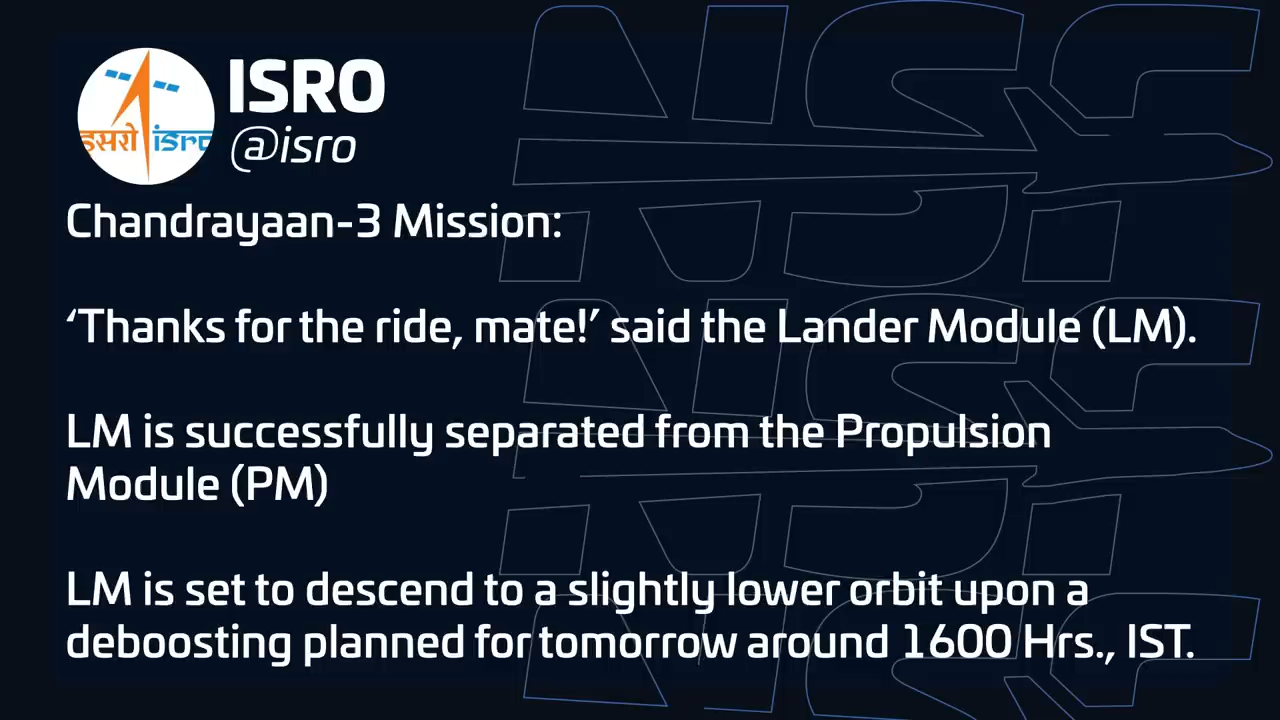 इसरो isro
ISRO
@isro
Chandrayaan-3 Mission:
‘Thanks for the ride, mate!’ said the Lander Module (LM).
LM is successfully separated from the Propulsion
Module (PM)
LM is set to descend to a slightly lower orbit upon a
deboosting planned for tomorrow around 1600 Hrs., IST.